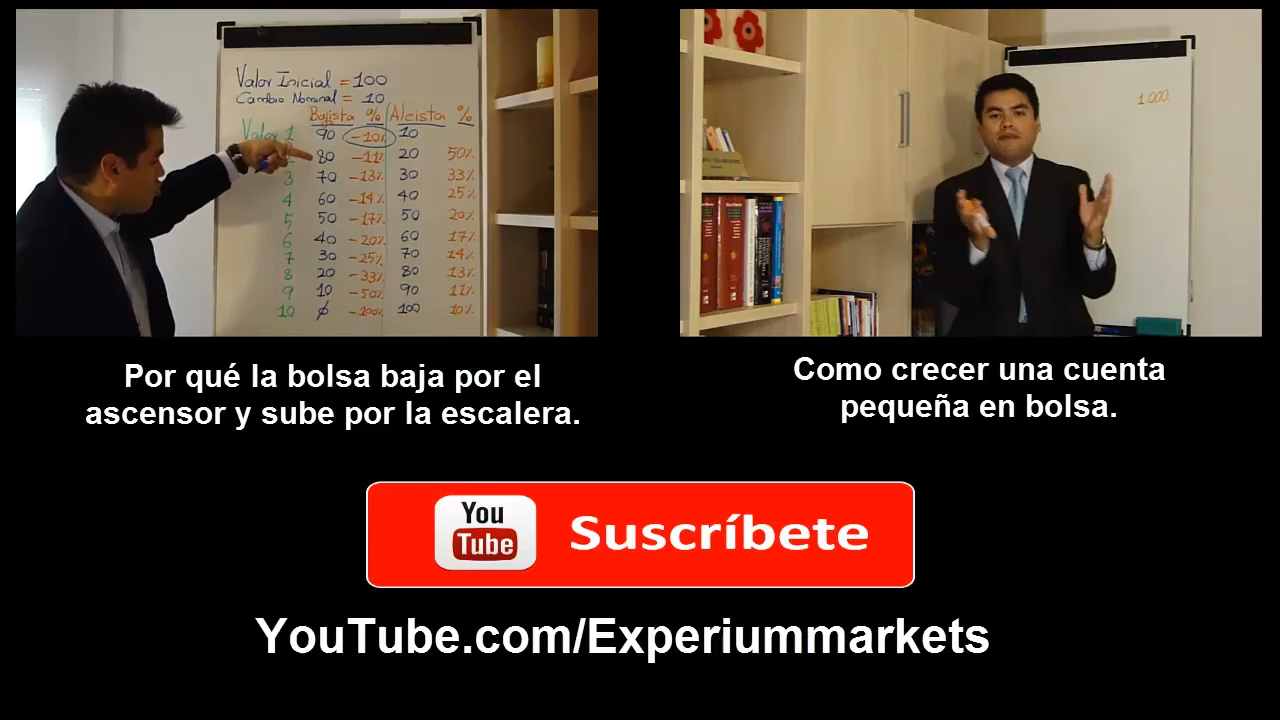 Valor Inicial = 100
Cambio Nominal = 10
Bajista % Alcista %
Valor 1 90 -10% 10
80 -11% 20 50%
3 70 -13% 30 33%
4 60 -14% 40 25%
5 50 -17% 50 20%
6 40 -20% 60 17%
7 30 -25% 70 14%
8 20 -33% 80 13%
9 10 -50% 90 11%
10 ∅ -100% 100 10%
1.000
Por qué la bolsa baja por el
ascensor y sube por la escalera.
Como crecer una cuenta
pequeña en bolsa.
You
Tube
Suscríbete
YouTube.com/Experiummarkets